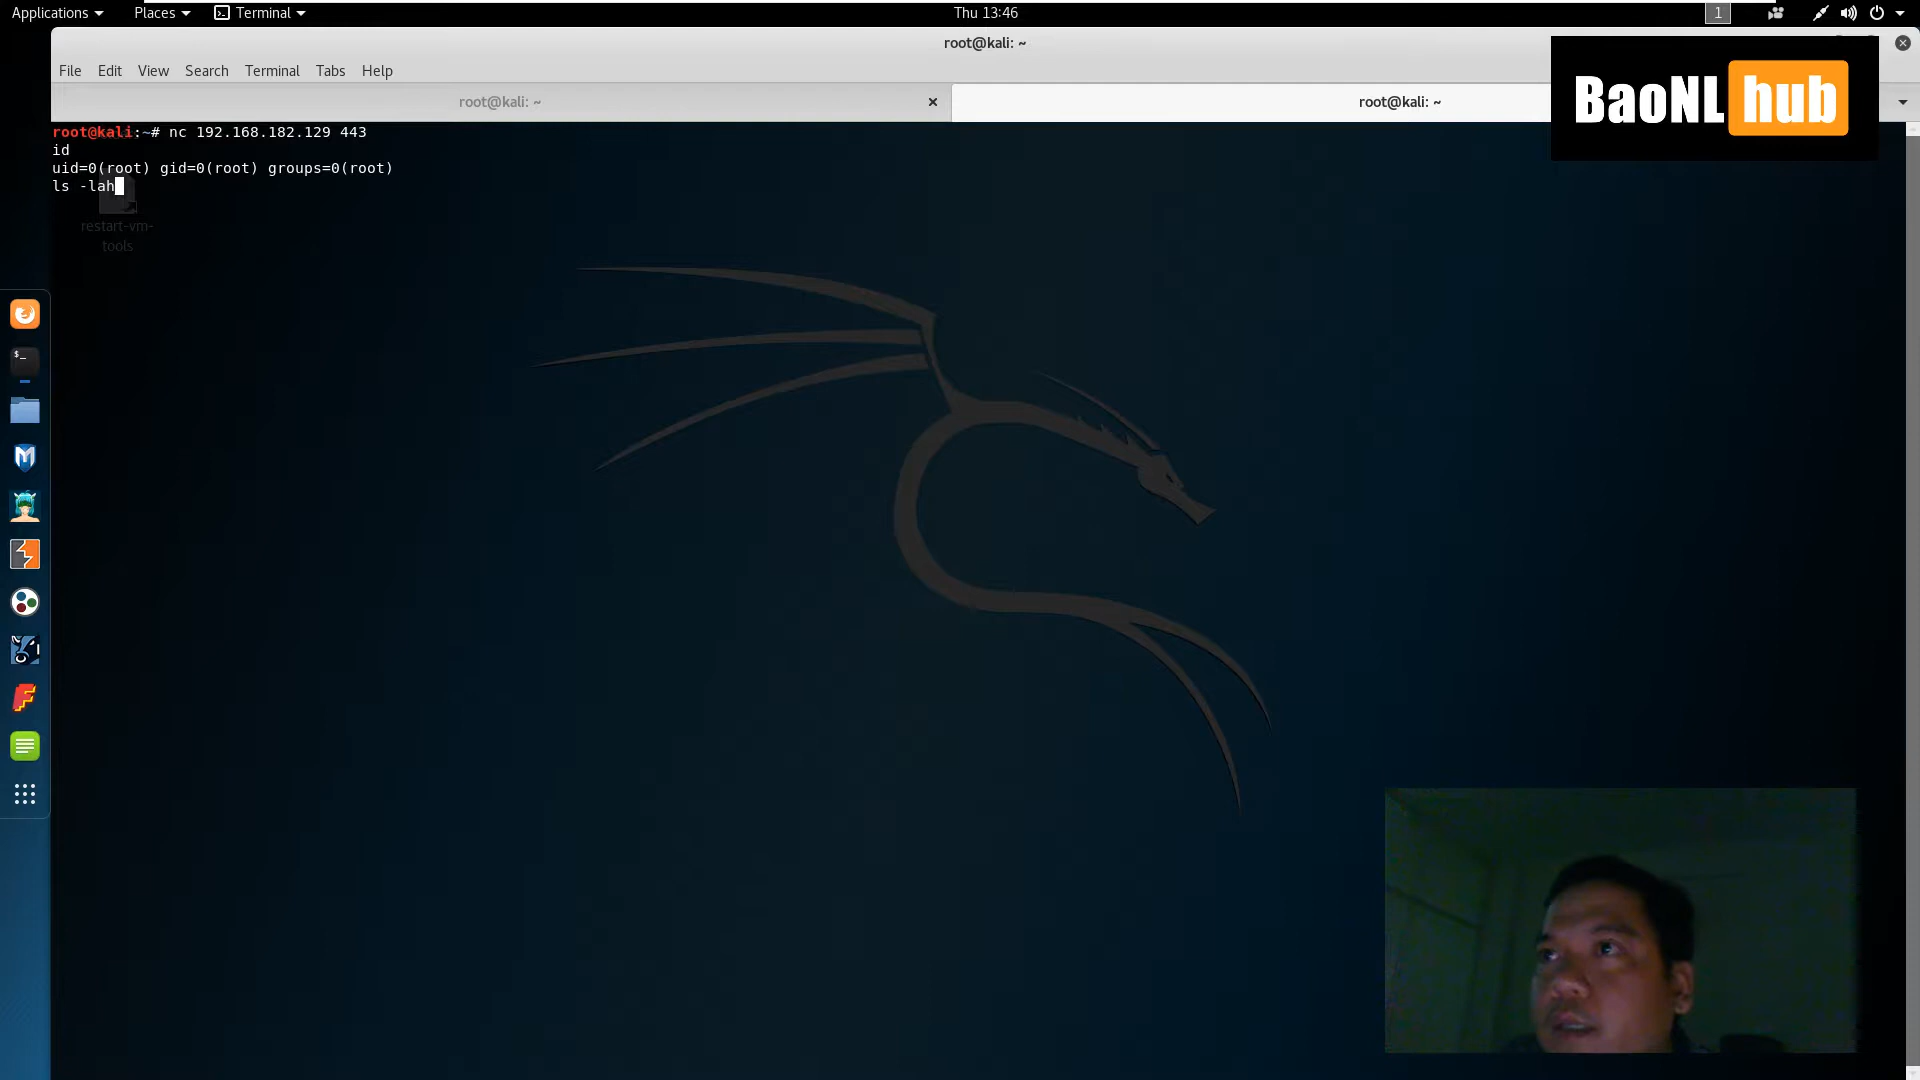 Applications Places Terminal Thu 13:46 1
root@kali: ~
File Edit View Search Terminal Tabs Help
root@kali: ~ root@kali: ~
BaoNL hub
root@kali:~# nc 192.168.182.129 443
id
uid=0(root) gid=0(root) groups=0(root)
ls -lah
restart-vm-
tools